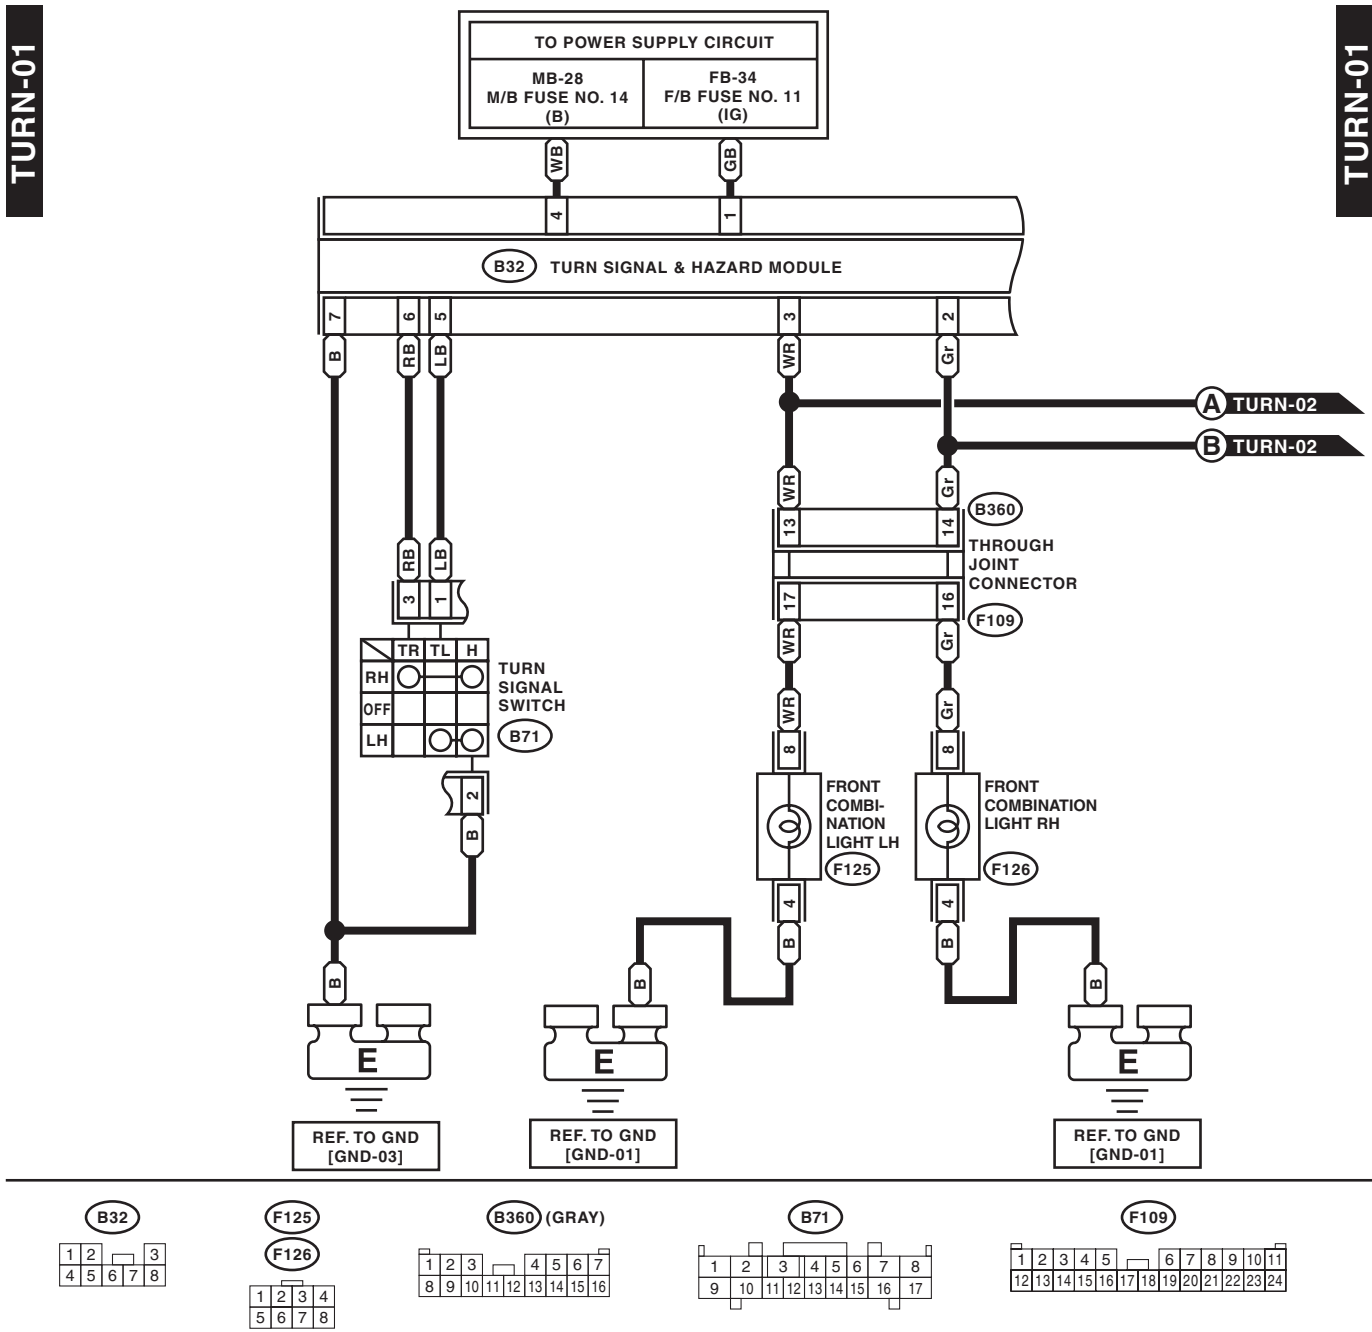 TURN-01
TURN-01
TO POWER SUPPLY CIRCUIT
MB-28
M/B FUSE NO. 14
(B)
FB-34
F/B FUSE NO. 11
(IG)
WB
GB
4
1
B32 TURN SIGNAL & HAZARD MODULE
7
6
5
3
2
B
RB
LB
WR
Gr
A TURN-02
B TURN-02
WR
Gr
B360
13
14
THROUGH
JOINT
CONNECTOR
17
16
F109
RB
LB
3
1
WR
Gr
TR TL H
RH
OFF
LH
TURN
SIGNAL
SWITCH
B71
WR
Gr
8
8
2
B
FRONT
COMBI-
NATION
LIGHT LH
F125
FRONT
COMBINATION
LIGHT RH
F126
4
4
B
B
B
B
B
E
E
E
REF. TO GND
[GND-03]
REF. TO GND
[GND-01]
REF. TO GND
[GND-01]
B32
1 2 3
4 5 6 7 8
F125
F126
1 2 3 4
5 6 7 8
B360 (GRAY)
1 2 3 4 5 6 7
8 9 10 11 12 13 14 15 16
B71
1 2 3 4 5 6 7 8
9 10 11 12 13 14 15 16 17
F109
1 2 3 4 5 6 7 8 9 10 11
12 13 14 15 16 17 18 19 20 21 22 23 24